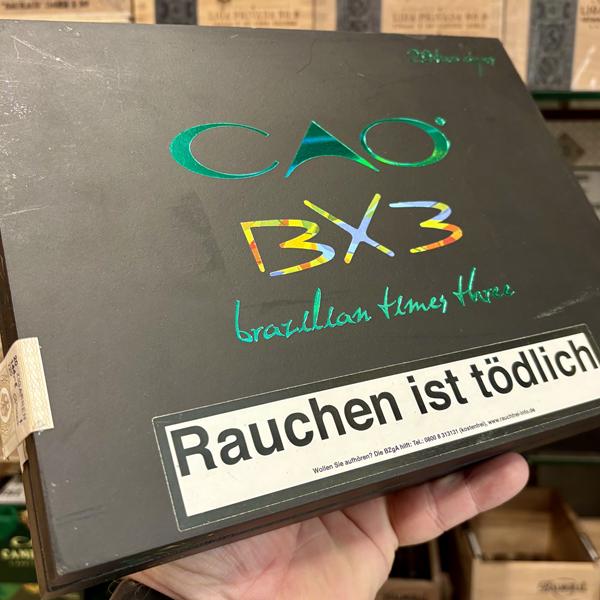 CAO
BX3
brazilian times three
Rauchen ist tödlich
Wollen Sie aufhören? Die BZgA hilft: Tel.: 0800 8 313131 (kostenfrei), www.rauchfrei-info.de